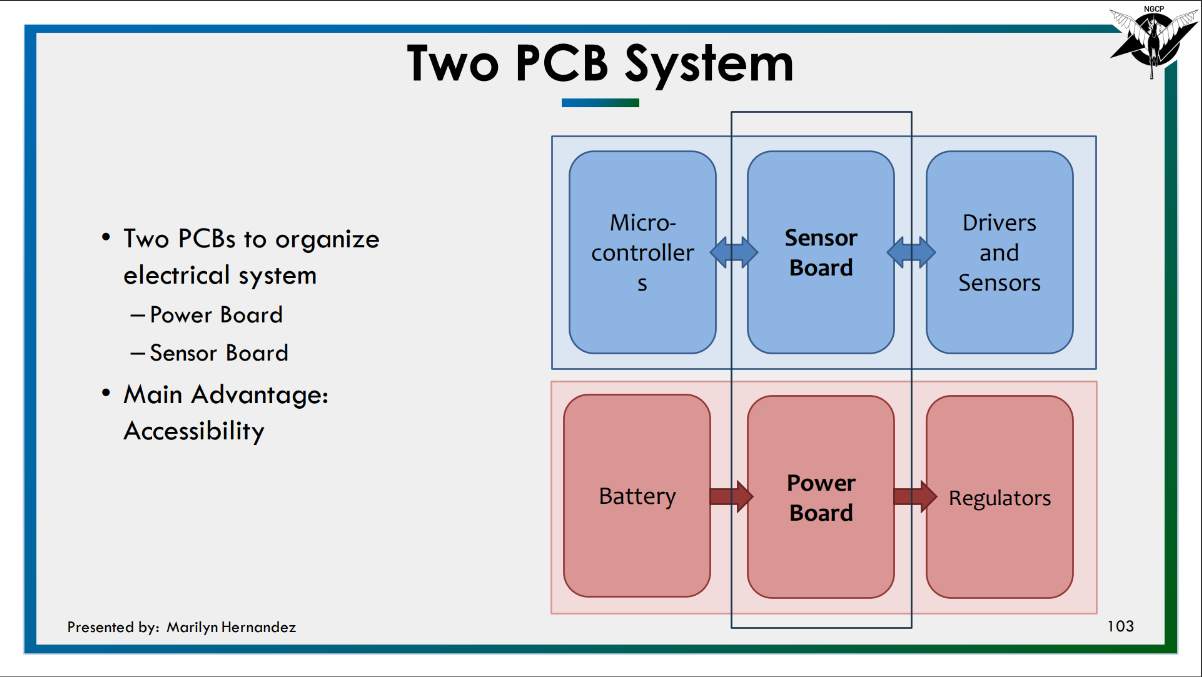 NGCP
Two PCB System
• Two PCBs to organize
electrical system
– Power Board
– Sensor Board
• Main Advantage:
Accessibility
Micro-
controller
s
Sensor
Board
Drivers
and
Sensors
Battery
Power
Board
Regulators
Presented by: Marilyn Hernandez
103